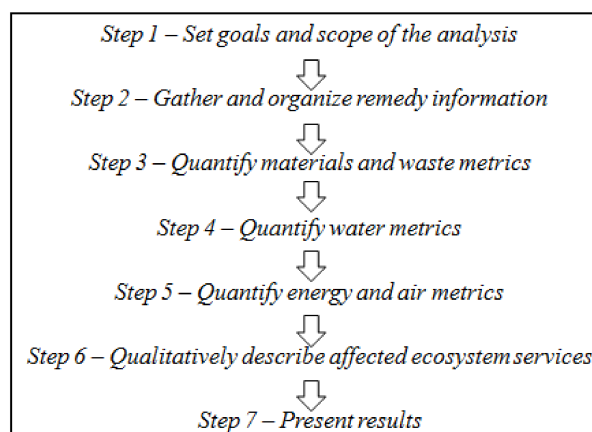 Step 1 – Set goals and scope of the analysis
Step 2 – Gather and organize remedy information
Step 3 – Quantify materials and waste metrics
Step 4 – Quantify water metrics
Step 5 – Quantify energy and air metrics
Step 6 – Qualitatively describe affected ecosystem services
Step 7 – Present results